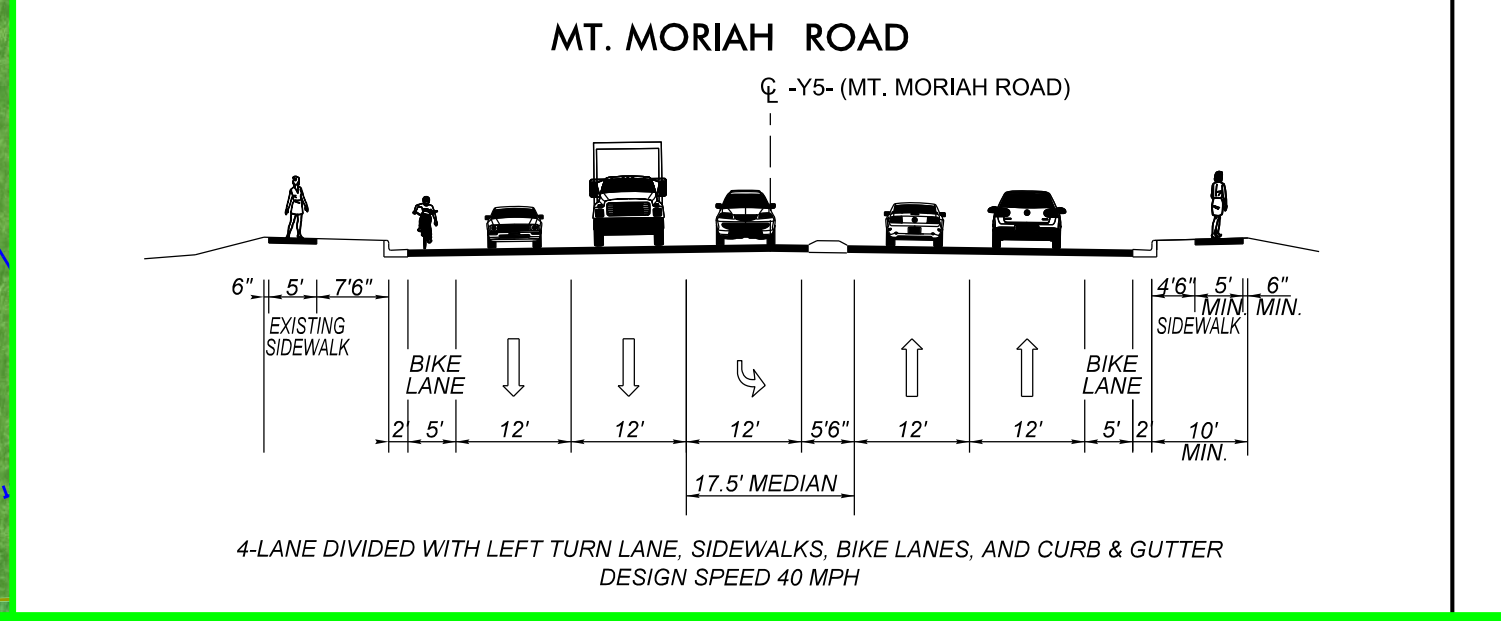 MT. MORIAH ROAD
℄ -Y5- (MT. MORIAH ROAD)
6" 5' 7'6" 4'6" 5' 6"
MIN. MIN.
EXISTING
SIDEWALK
SIDEWALK
BIKE
LANE
BIKE
LANE
2' 5' 12' 12' 12' 5'6" 12' 12' 5' 2' 10'
MIN.
17.5' MEDIAN
4-LANE DIVIDED WITH LEFT TURN LANE, SIDEWALKS, BIKE LANES, AND CURB & GUTTER
DESIGN SPEED 40 MPH